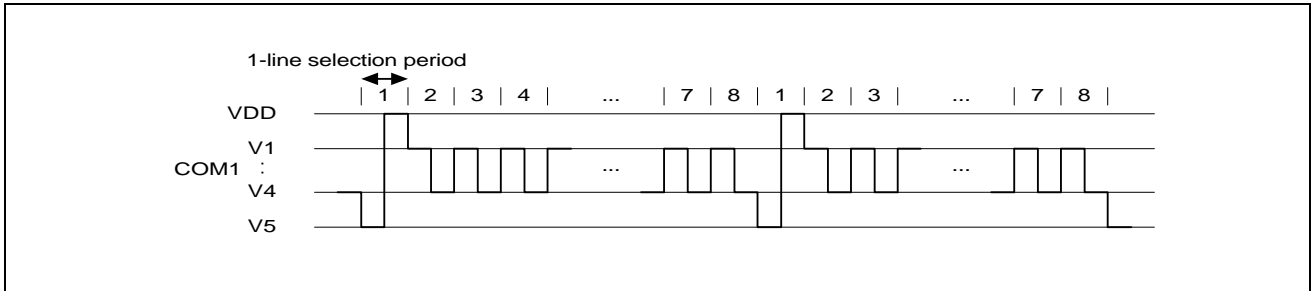 1-line selection period
| 1 | 2 | 3 | 4 | ... | 7 | 8 | 1 | 2 | 3 | ... | 7 | 8 |
VDD
V1
COM1 : ... ...
V4
V5